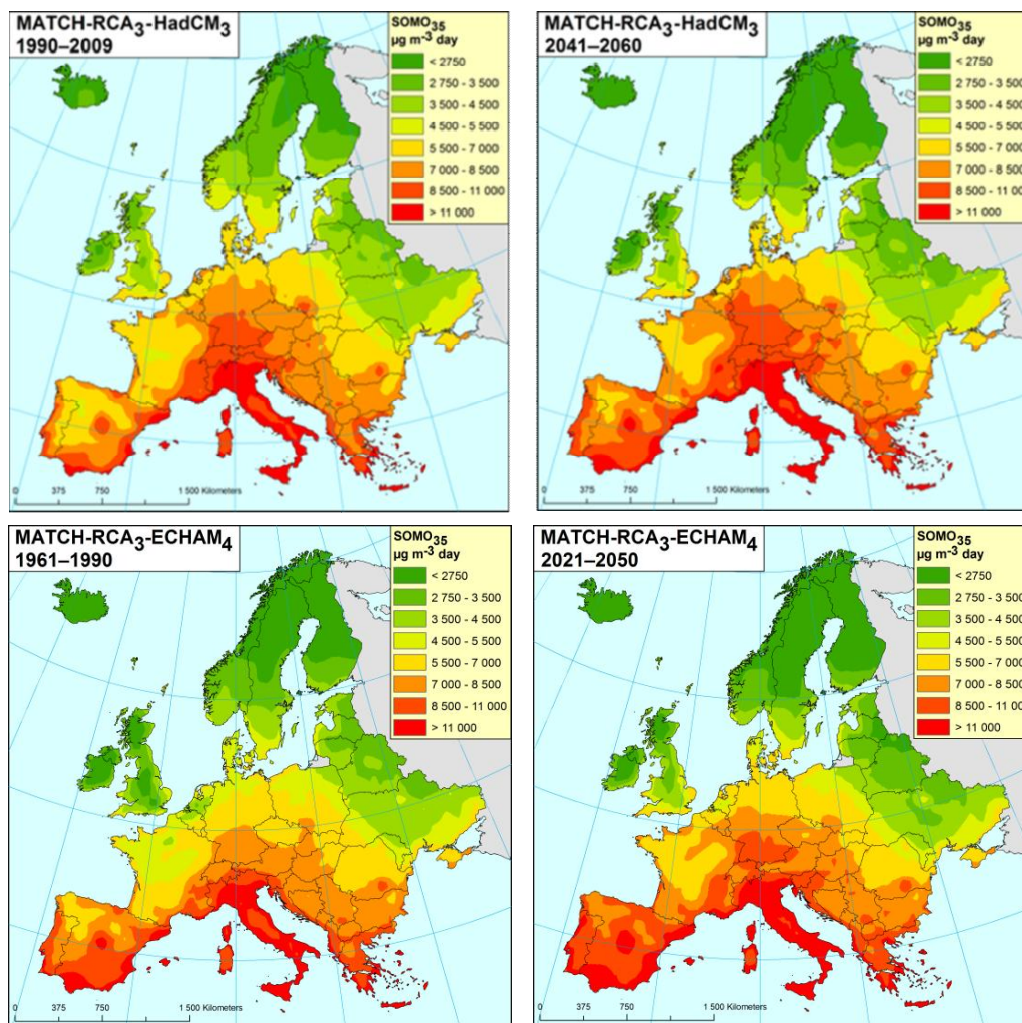 MATCH-RCA3-HadCM3
1990–2009
SOMO35
µg m-3 day
< 2750
2 750 - 3 500
3 500 - 4 500
4 500 - 5 500
5 500 - 7 000
7 000 - 8 500
8 500 - 11 000
> 11 000
0 375 750 1 500 Kilometers
MATCH-RCA3-HadCM3
2041–2060
SOMO35
µg m-3 day
< 2750
2 750 - 3 500
3 500 - 4 500
4 500 - 5 500
5 500 - 7 000
7 000 - 8 500
8 500 - 11 000
> 11 000
0 375 750 1 500 Kilometers
MATCH-RCA3-ECHAM4
1961–1990
SOMO35
µg m-3 day
< 2750
2 750 - 3 500
3 500 - 4 500
4 500 - 5 500
5 500 - 7 000
7 000 - 8 500
8 500 - 11 000
> 11 000
0 375 750 1 500 Kilometers
MATCH-RCA3-ECHAM4
2021–2050
SOMO35
µg m-3 day
< 2750
2 750 - 3 500
3 500 - 4 500
4 500 - 5 500
5 500 - 7 000
7 000 - 8 500
8 500 - 11 000
> 11 000
0 375 750 1 500 Kilometers